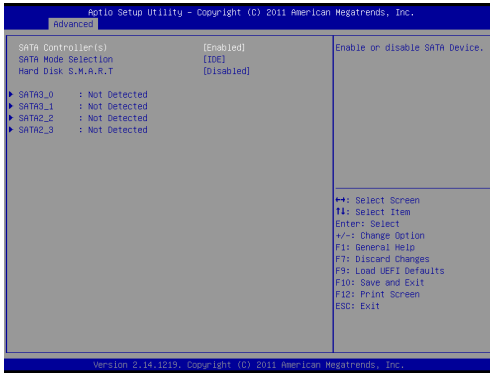 Aptio Setup Utility – Copyright (C) 2011 American Megatrends, Inc.
Advanced
SATA Controller(s) [Enabled]
SATA Mode Selection [IDE]
Hard Disk S.M.A.R.T [Disabled]
SATA3_0 : Not Detected
SATA3_1 : Not Detected
SATA2_2 : Not Detected
SATA2_3 : Not Detected
Enable or disable SATA Device.
↔: Select Screen
↑↓: Select Item
Enter: Select
+/-: Change Option
F1: General Help
F7: Discard Changes
F9: Load UEFI Defaults
F10: Save and Exit
F12: Print Screen
ESC: Exit
Version 2.14.1219. Copyright (C) 2011 American Megatrends, Inc.